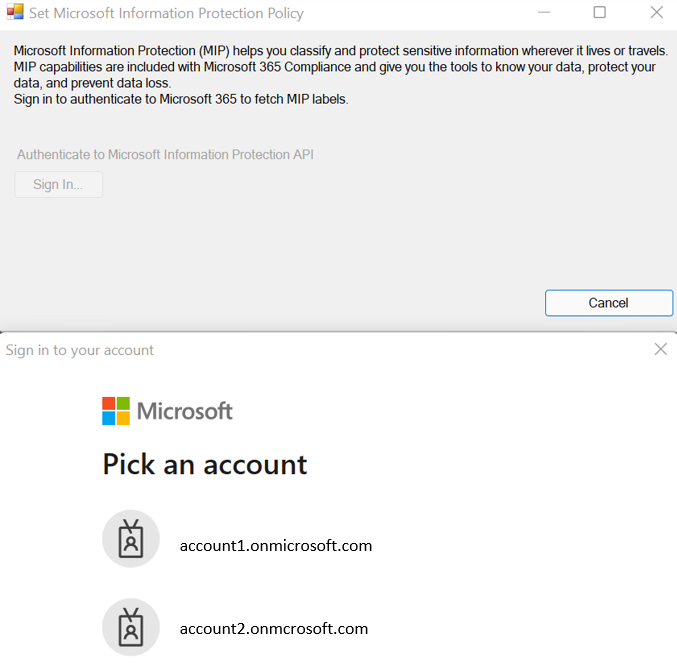 Set Microsoft Information Protection Policy
Microsoft Information Protection (MIP) helps you classify and protect sensitive information wherever it lives or travels.
MIP capabilities are included with Microsoft 365 Compliance and give you the tools to know your data, protect your
data, and prevent data loss.
Sign in to authenticate to Microsoft 365 to fetch MIP labels.
Authenticate to Microsoft Information Protection API
Sign In...
Cancel
Sign in to your account
Microsoft
Pick an account
account1.onmicrosoft.com
account2.onmcrosoft.com